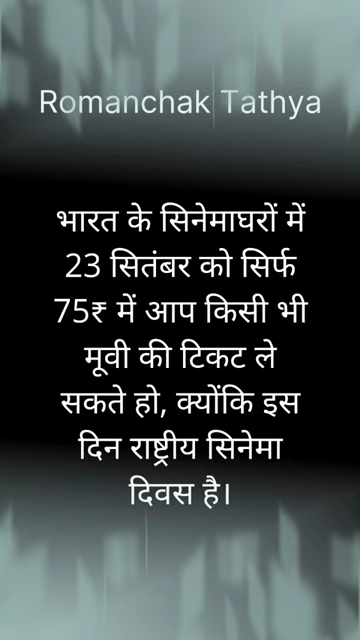 Romanchak Tathya
भारत के सिनेमाघरों में
23 सितंबर को सिर्फ
75₹ में आप किसी भी
मूवी की टिकट ले
सकते हो, क्योंकि इस
दिन राष्ट्रीय सिनेमा
दिवस है।